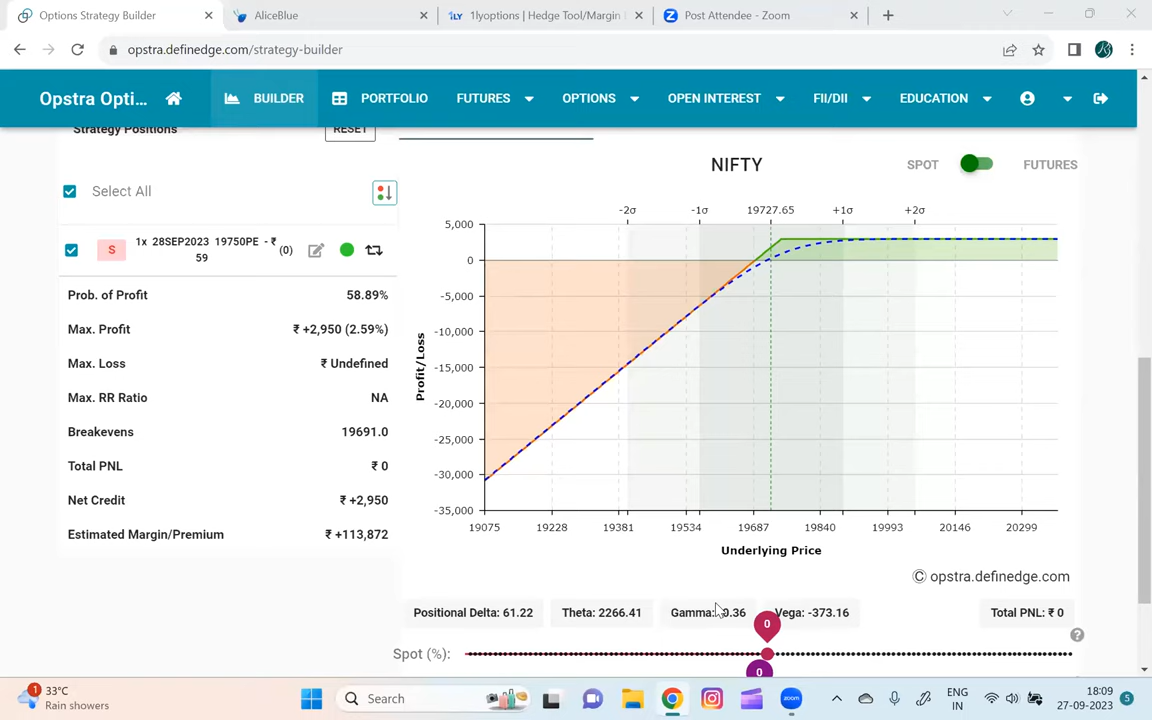 Options Strategy Builder
AliceBlue
1lyoptions | Hedge Tool/Margin
Post Attendee - Zoom
opstra.definedge.com/strategy-builder
Opstra Opti...
BUILDER
PORTFOLIO
FUTURES
OPTIONS
OPEN INTEREST
FII/DII
EDUCATION
Strategy Positions
RESET
Select All
S
1x 28SEP2023 19750PE - ₹
59
(0)
Prob. of Profit 58.89%
Max. Profit ₹ +2,950 (2.59%)
Max. Loss ₹ Undefined
Max. RR Ratio NA
Breakevens 19691.0
Total PNL ₹ 0
Net Credit ₹ +2,950
Estimated Margin/Premium ₹ +113,872
NIFTY
SPOT
FUTURES
-2σ -1σ 19727.65 +1σ +2σ
5,000
0
-5,000
-10,000
-15,000
-20,000
-25,000
-30,000
-35,000
Profit/Loss
19075 19228 19381 19534 19687 19840 19993 20146 20299
Underlying Price
© opstra.definedge.com
Positional Delta: 61.22
Theta: 2266.41
Gamma: 0.36
Vega: -373.16
Total PNL: ₹ 0
?
0
Spot (%):
0
1
33°C
Rain showers
Search
zoom
ENG
IN
18:09
27-09-2023
5